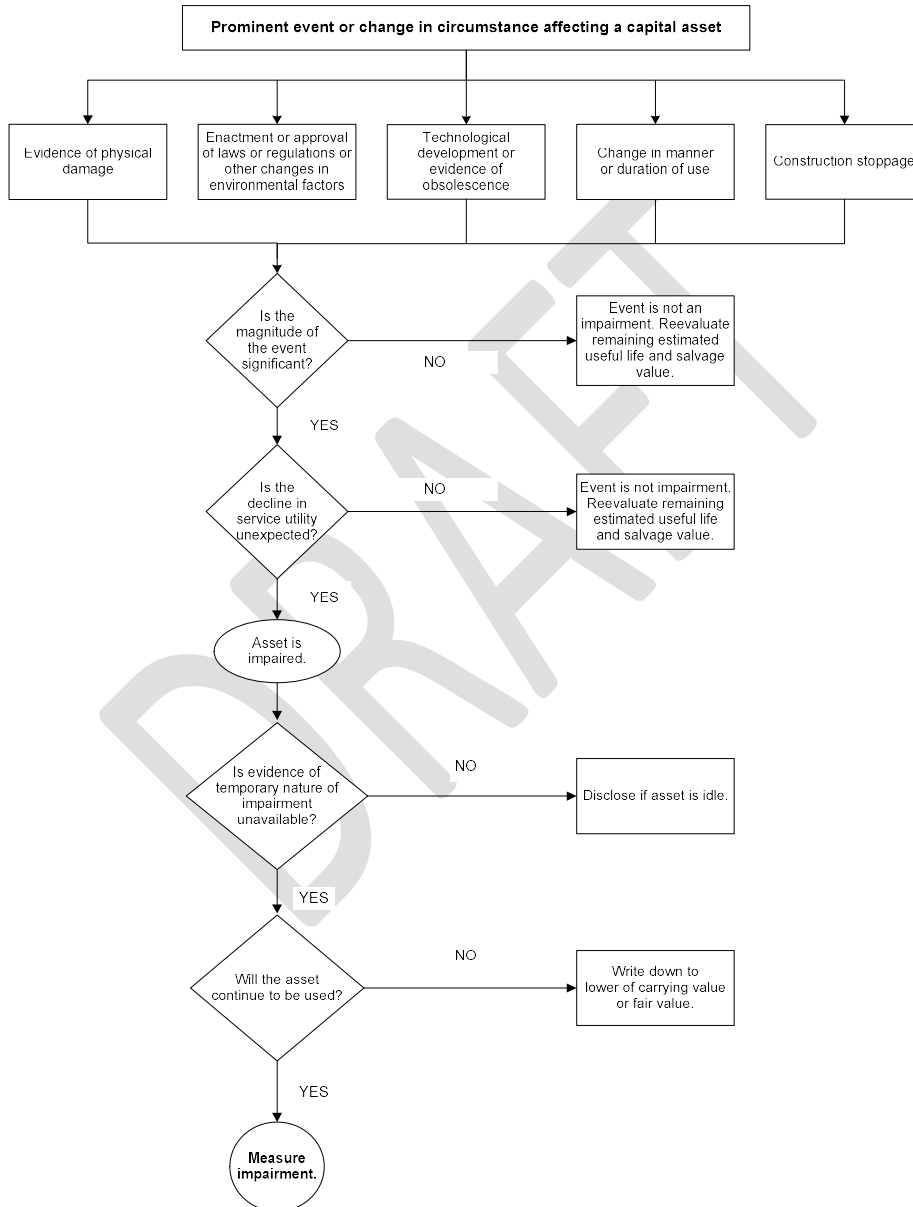 Prominent event or change in circumstance affecting a capital asset
Evidence of physical
damage
Enactment or approval
of laws or regulations or
other changes in
environmental factors
Technological
development or
evidence of
obsolescence
Change in manner
or duration of use
Construction stoppage
Is the
magnitude of
the event
significant?
NO
Event is not an
impairment. Reevaluate
remaining estimated
useful life and salvage
value.
YES
Is the
decline in
service utility
unexpected?
NO
Event is not impairment.
Reevaluate remaining
estimated useful life
and salvage value.
YES
Asset is
impaired.
Is evidence of
temporary nature of
impairment
unavailable?
NO
Disclose if asset is idle.
YES
Will the asset
continue to be used?
NO
Write down to
lower of carrying value
or fair value.
YES
Measure
impairment.
DRAFT